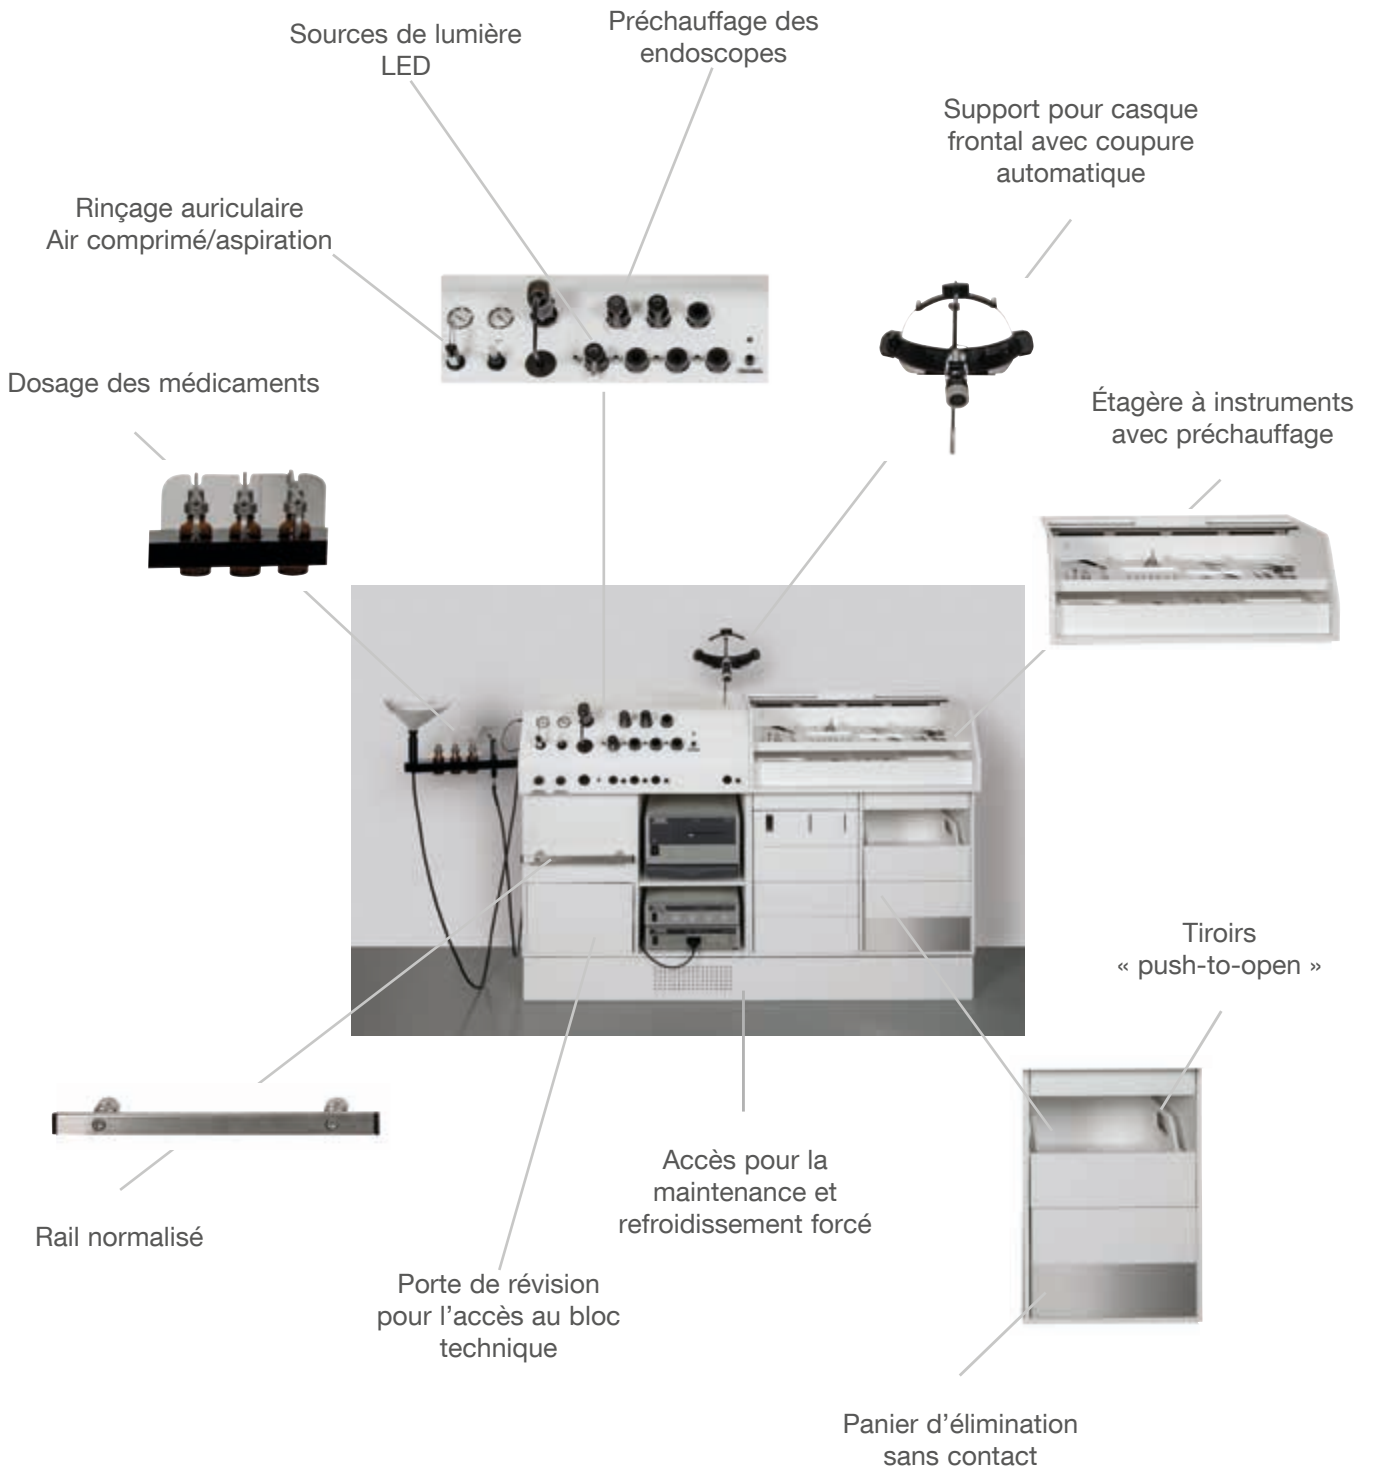 Sources de lumière
LED
Préchauffage des
endoscopes
Support pour casque
frontal avec coupure
automatique
Rinçage auriculaire
Air comprimé/aspiration
Dosage des médicaments
Étagère à instruments
avec préchauffage
Tiroirs
« push-to-open »
Accès pour la
maintenance et
refroidissement forcé
Rail normalisé
Porte de révision
pour l’accès au bloc
technique
Panier d’élimination
sans contact